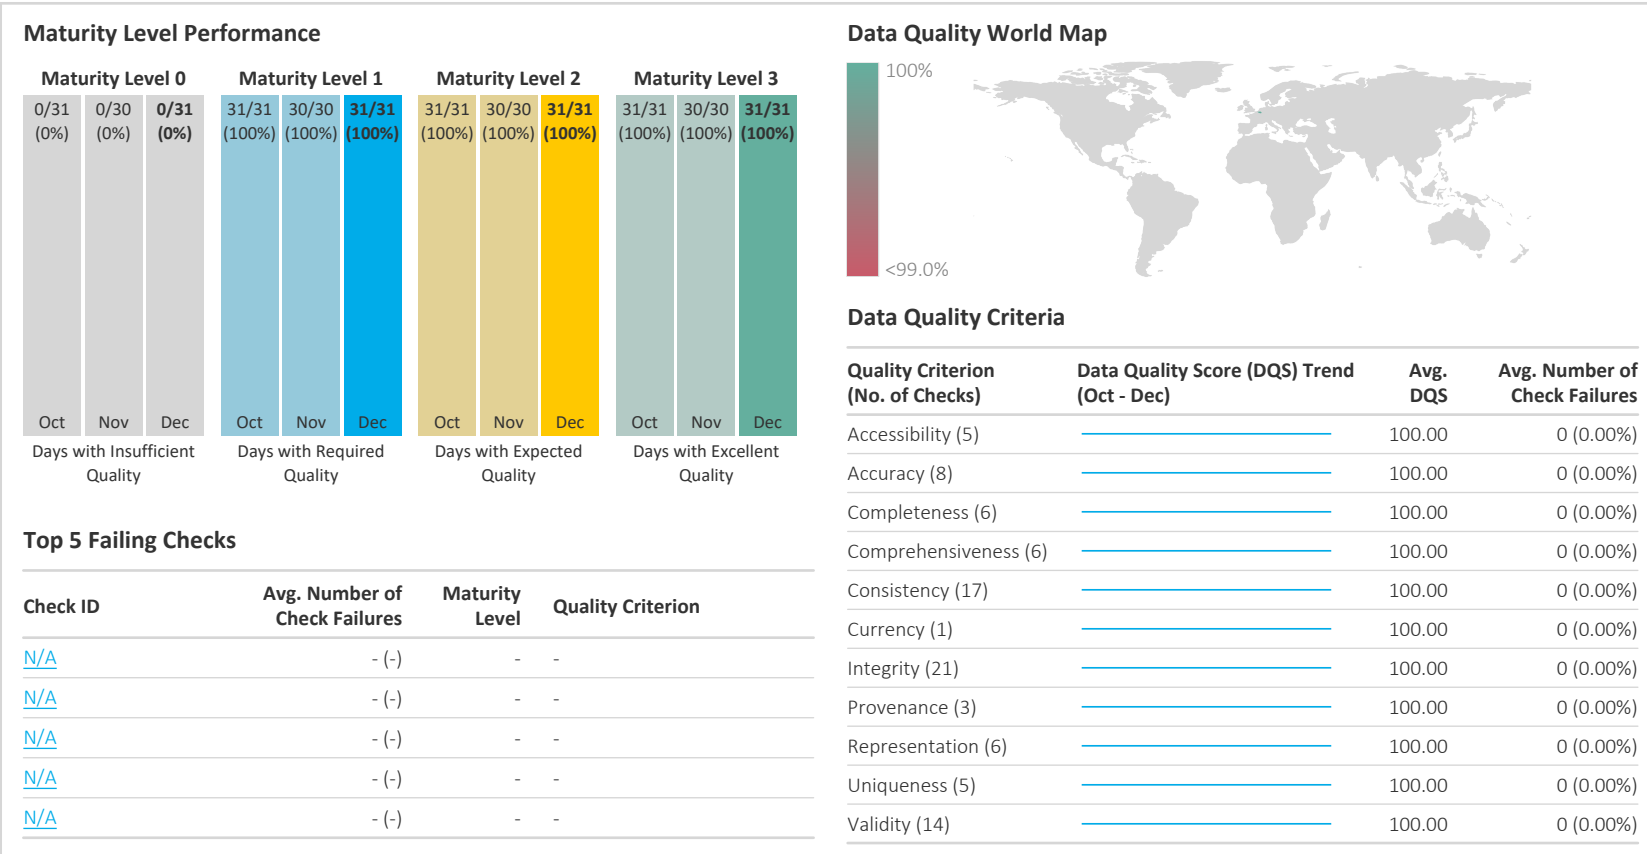 Maturity Level Performance
Maturity Level 0
Maturity Level 1
Maturity Level 2
Maturity Level 3
0/31 0/30 0/31
(0%) (0%) (0%)
31/31 30/30 31/31
(100%) (100%) (100%)
31/31 30/30 31/31
(100%) (100%) (100%)
31/31 30/30 31/31
(100%) (100%) (100%)
Oct Nov Dec
Oct Nov Dec
Oct Nov Dec
Oct Nov Dec
Days with Insufficient
Quality
Days with Required
Quality
Days with Expected
Quality
Days with Excellent
Quality
Top 5 Failing Checks
Check ID
Avg. Number of
Check Failures
Maturity
Level
Quality Criterion
N/A - (-) - -
N/A - (-) - -
N/A - (-) - -
N/A - (-) - -
N/A - (-) - -
Data Quality World Map
100%
<99.0%
Data Quality Criteria
Quality Criterion
(No. of Checks)
Data Quality Score (DQS) Trend
(Oct - Dec)
Avg.
DQS
Avg. Number of
Check Failures
Accessibility (5) 100.00 0 (0.00%)
Accuracy (8) 100.00 0 (0.00%)
Completeness (6) 100.00 0 (0.00%)
Comprehensiveness (6) 100.00 0 (0.00%)
Consistency (17) 100.00 0 (0.00%)
Currency (1) 100.00 0 (0.00%)
Integrity (21) 100.00 0 (0.00%)
Provenance (3) 100.00 0 (0.00%)
Representation (6) 100.00 0 (0.00%)
Uniqueness (5) 100.00 0 (0.00%)
Validity (14) 100.00 0 (0.00%)